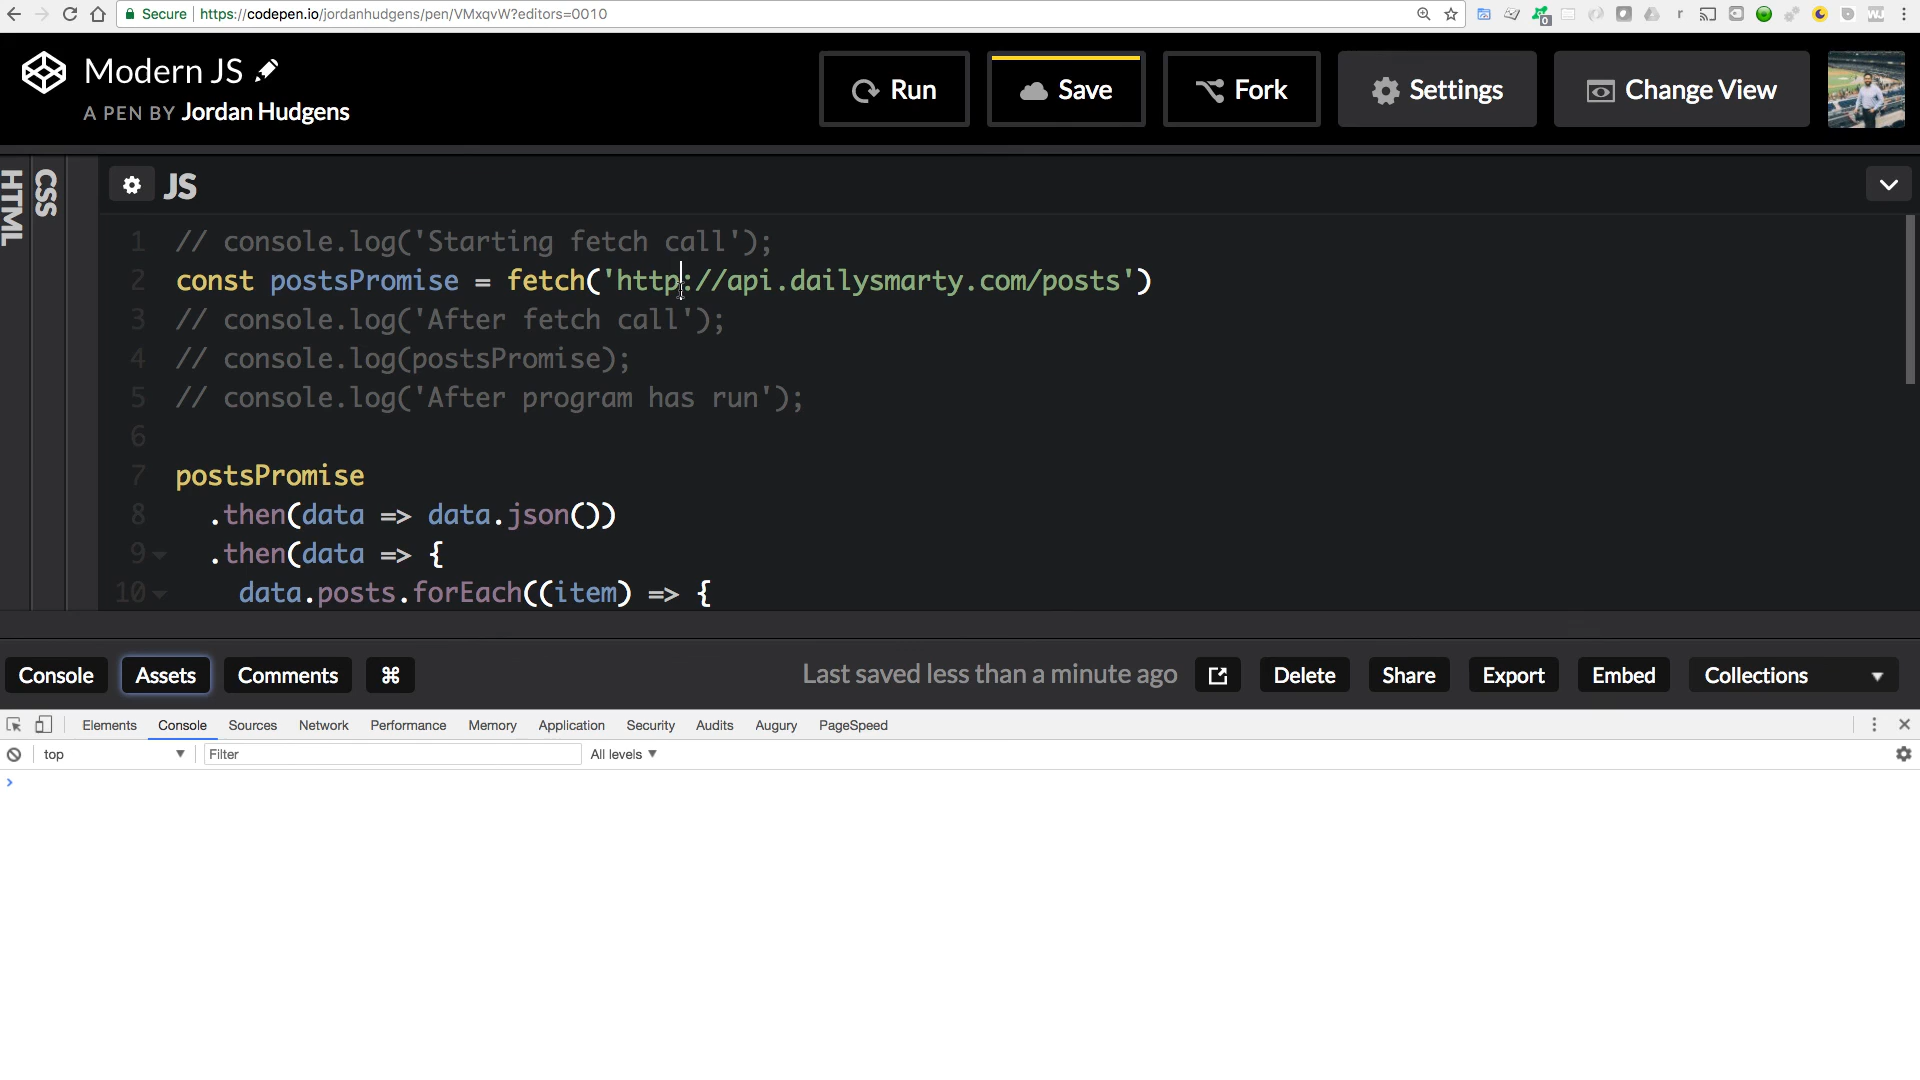 Secure https://codepen.io/jordanhudgens/pen/VMxqvW?editors=0010
0
r
Modern JS
A PEN BY Jordan Hudgens
Run
Save
Fork
Settings
Change View
HTML
CSS
JS
1 // console.log('Starting fetch call');
2 const postsPromise = fetch('http://api.dailysmarty.com/posts')
3 // console.log('After fetch call');
4 // console.log(postsPromise);
5 // console.log('After program has run');
6
7 postsPromise
8 .then(data => data.json())
9 .then(data => {
10 data.posts.forEach((item) => {
Console Assets Comments ⌘ Last saved less than a minute ago Delete Share Export Embed Collections
Elements Console Sources Network Performance Memory Application Security Audits Augury PageSpeed
top Filter All levels